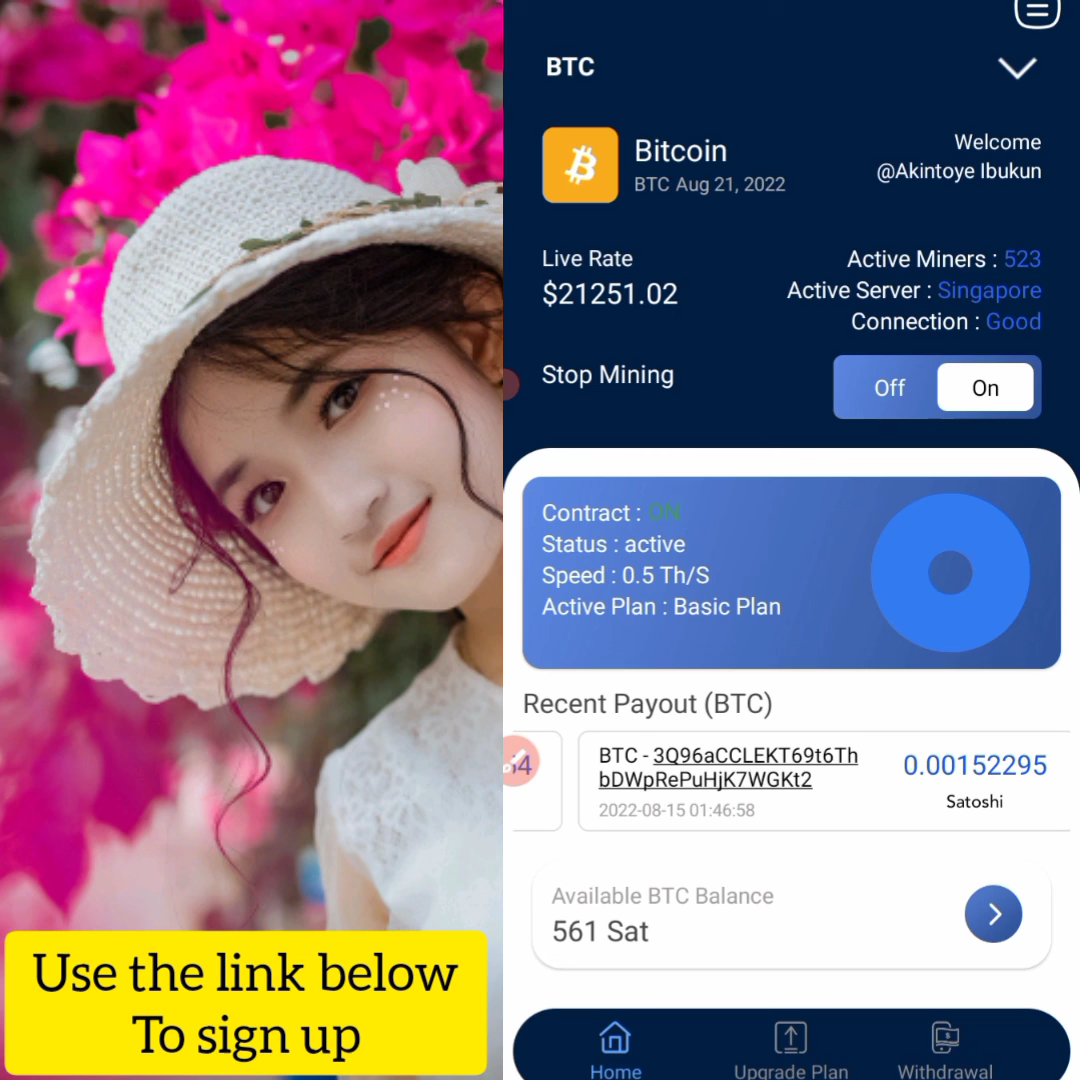 BTC
Bitcoin
BTC Aug 21, 2022
Welcome
@Akintoye Ibukun
Live Rate
$21251.02
Active Miners : 523
Active Server : Singapore
Connection : Good
Stop Mining
Off
On
Contract : ON
Status : active
Speed : 0.5 Th/S
Active Plan : Basic Plan
Recent Payout (BTC)
BTC - 3Q96aCCLEKT69t6Th
bDWpRePuHjK7WGKt2
2022-08-15 01:46:58
0.00152295
Satoshi
Available BTC Balance
561 Sat
Home
Upgrade Plan
Withdrawal
Use the link below
To sign up